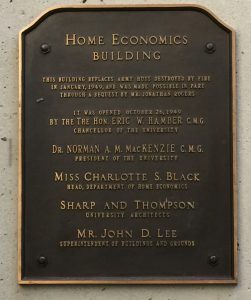 HOME ECONOMICS
BUILDING
THIS BUILDING REPLACES ARMY HUTS DESTROYED BY FIRE
IN JANUARY, 1949, AND WAS MADE POSSIBLE IN PART
THROUGH A BEQUEST BY MR. JONATHAN ROGERS
IT WAS OPENED OCTOBER 26, 1949
BY THE THE HON. ERIC W. HAMBER C.M.G.
CHANCELLOR OF THE UNIVERSITY
DR. NORMAN A. M. MACKENZIE C.M.G.
PRESIDENT OF THE UNIVERSITY
MISS CHARLOTTE S. BLACK
HEAD, DEPARTMENT OF HOME ECONOMICS
SHARP AND THOMPSON
UNIVERSITY ARCHITECTS
MR. JOHN D. LEE
SUPERINTENDENT OF BUILDINGS AND GROUNDS